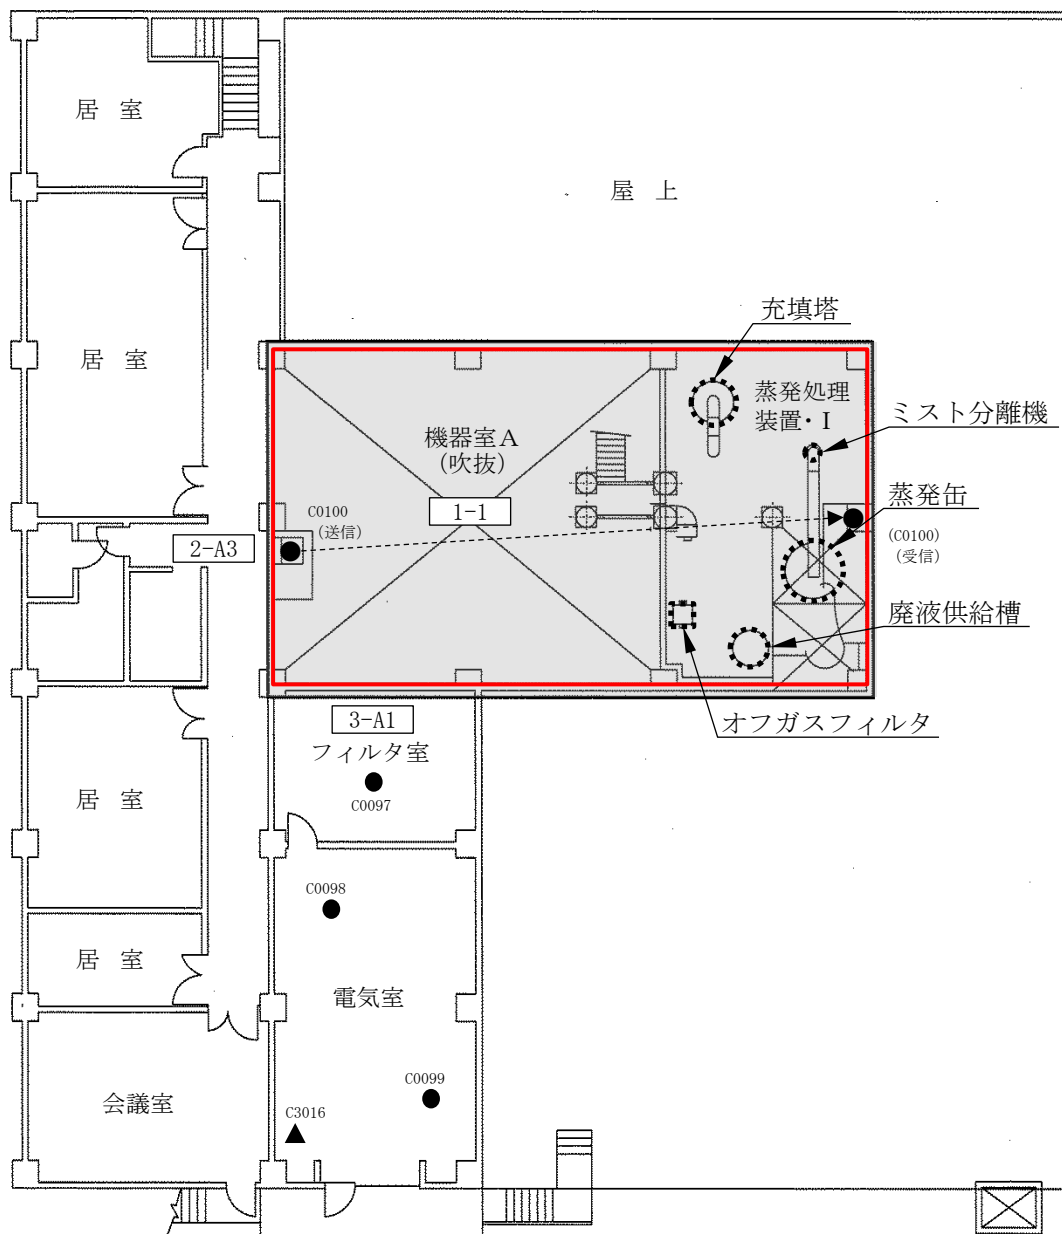 居 室
屋 上
充填塔
居 室
蒸発処理
装置・Ⅰ
ミスト分離機
機器室A
(吹抜)
蒸発缶
1-1
C0100
(送信)
(C0100)
(受信)
2-A3
廃液供給槽
3-A1
オフガスフィルタ
フィルタ室
C0097
居 室
C0098
居 室
電気室
C0099
会議室
C3016